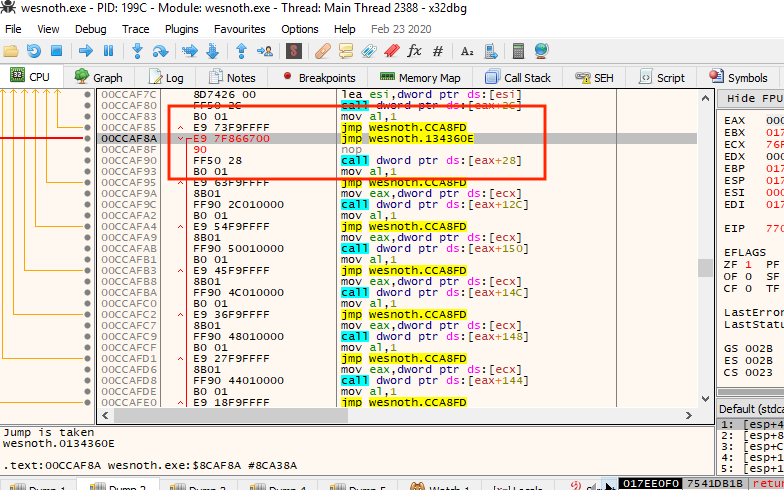 wesnoth.exe - PID: 199C - Module: wesnoth.exe - Thread: Main Thread 2388 - x32dbg
File View Debug Trace Plugins Favourites Options Help Feb 23 2020
CPU Graph Log Notes Breakpoints Memory Map Call Stack SEH Script Symbols
00CCAF7C 8D7426 00 lea esi,dword ptr ds:[esi]
00CCAF80 FF50 2C call dword ptr ds:[eax+2C]
00CCAF83 B0 01 mov al,1
00CCAF85 E9 73F9FFFF jmp wesnoth.CCA8FD
00CCAF8A E9 7F866700 jmp wesnoth.134360E
00CCAF8F 90 nop
00CCAF90 FF50 28 call dword ptr ds:[eax+28]
00CCAF93 B0 01 mov al,1
00CCAF95 E9 63F9FFFF jmp wesnoth.CCA8FD
00CCAF9A 8B01 mov eax,dword ptr ds:[ecx]
00CCAF9C FF90 2C010000 call dword ptr ds:[eax+12C]
00CCAFA2 B0 01 mov al,1
00CCAFA4 E9 54F9FFFF jmp wesnoth.CCA8FD
00CCAFA9 8B01 mov eax,dword ptr ds:[ecx]
00CCAFAB FF90 50010000 call dword ptr ds:[eax+150]
00CCAFB1 B0 01 mov al,1
00CCAFB3 E9 45F9FFFF jmp wesnoth.CCA8FD
00CCAFB8 8B01 mov eax,dword ptr ds:[ecx]
00CCAFBA FF90 4C010000 call dword ptr ds:[eax+14C]
00CCAFC0 B0 01 mov al,1
00CCAFC2 E9 36F9FFFF jmp wesnoth.CCA8FD
00CCAFC7 8B01 mov eax,dword ptr ds:[ecx]
00CCAFC9 FF90 48010000 call dword ptr ds:[eax+148]
00CCAFCF B0 01 mov al,1
00CCAFD1 E9 27F9FFFF jmp wesnoth.CCA8FD
00CCAFD6 8B01 mov eax,dword ptr ds:[ecx]
00CCAFD8 FF90 44010000 call dword ptr ds:[eax+144]
00CCAFDE B0 01 mov al,1
00CCAFE0 E9 18F9FFFF jmp wesnoth.CCA8FD
Hide FPU
EAX 000
EBX 017
ECX 76F
EDX 000
EBP 017
ESP 017
ESI 000
EDI 017
EIP 770
EFLAGS
ZF 1 PF
OF 0 SF
CF 0 TF
LastError
LastStatu
GS 002B
ES 002B
CS 0023
Default (stdca
1: [esp+4
2: [esp+8
3: [esp+C
4: [esp+1
5: [esp+1
Jump is taken
wesnoth.0134360E
.text:00CCAF8A wesnoth.exe:$8CAF8A #8CA38A
Dump 1 Dump 2 Dump 3 Dump 4 Dump 5 Watch 1 Locals
017EE0F0 7541DB1B return